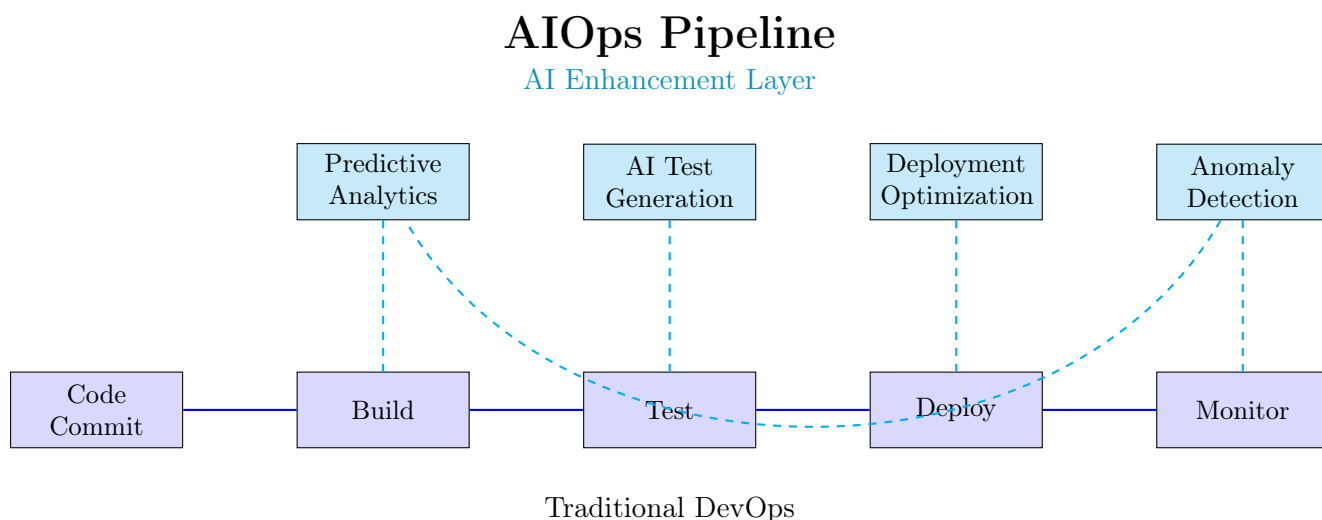 AIOps Pipeline
AI Enhancement Layer
Predictive
Analytics
AI Test
Generation
Deployment
Optimization
Anomaly
Detection
Code
Commit
Build
Test
Deploy
Monitor
Traditional DevOps